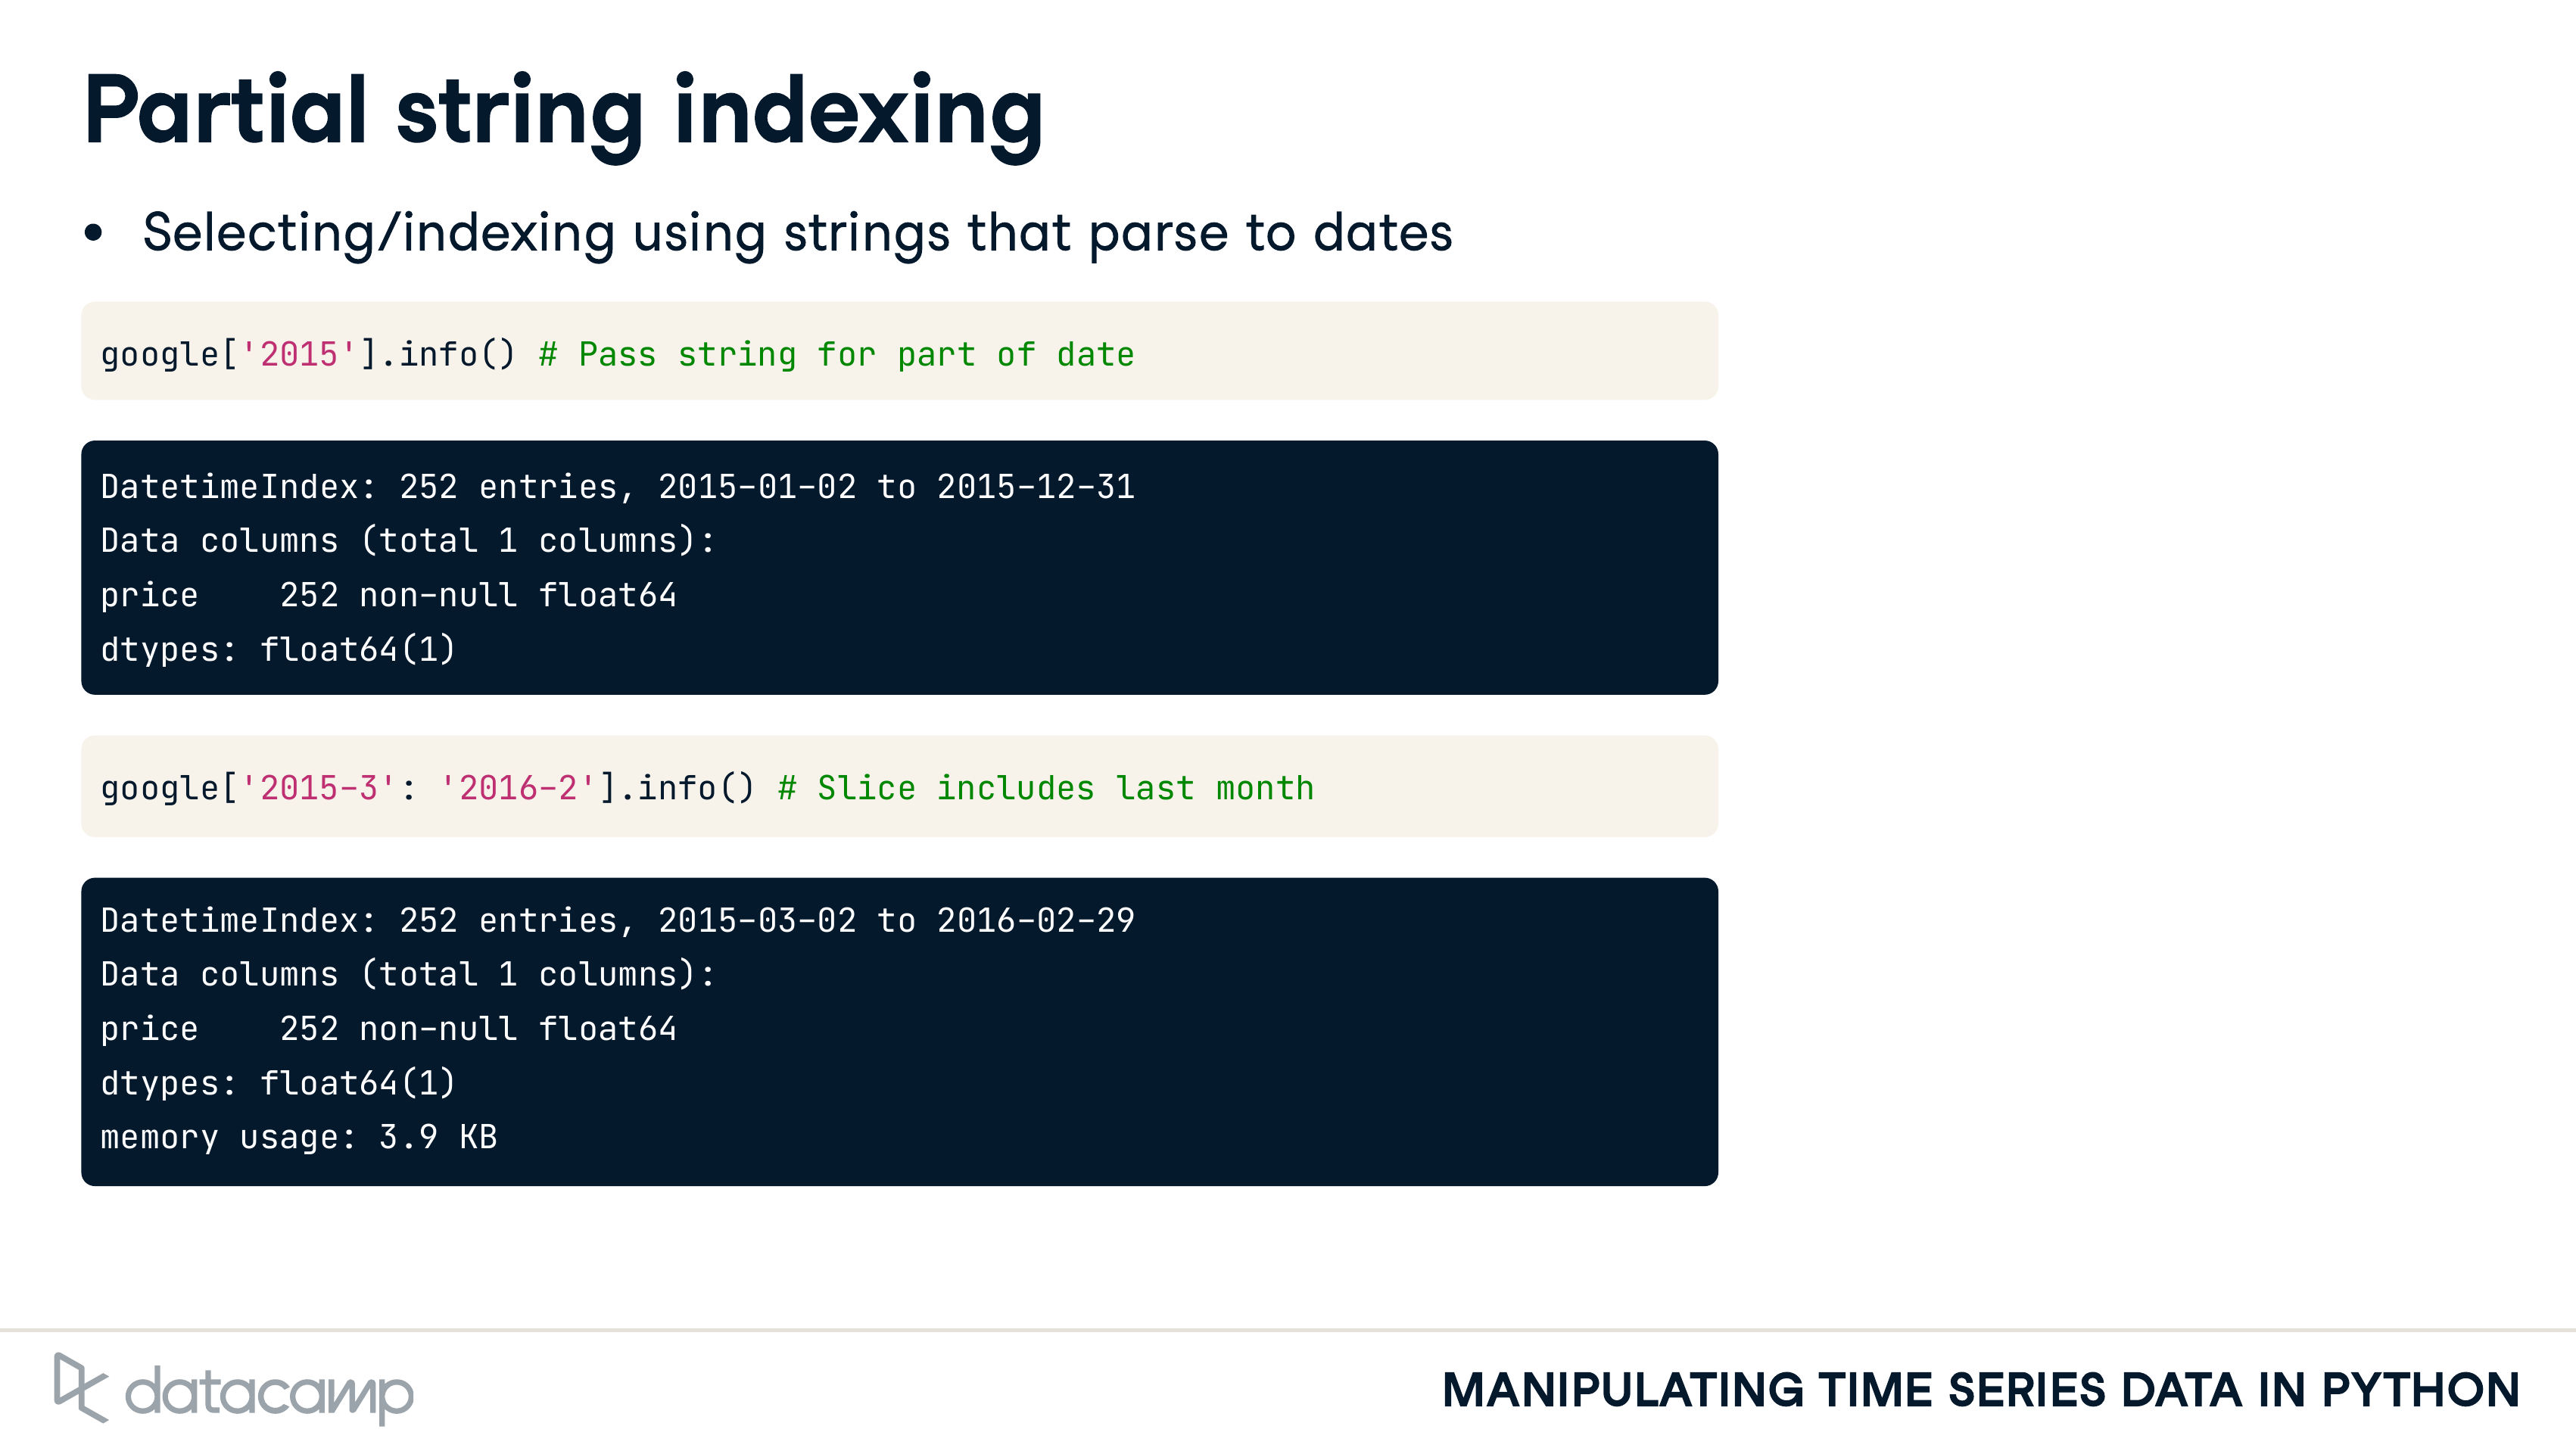 Partial string indexing
• Selecting/indexing using strings that parse to dates
google['2015'].info() # Pass string for part of date
DatetimeIndex: 252 entries, 2015-01-02 to 2015-12-31
Data columns (total 1 columns):
price    252 non-null float64
dtypes: float64(1)
google['2015-3': '2016-2'].info() # Slice includes last month
DatetimeIndex: 252 entries, 2015-03-02 to 2016-02-29
Data columns (total 1 columns):
price    252 non-null float64
dtypes: float64(1)
memory usage: 3.9 KB
datacamp
MANIPULATING TIME SERIES DATA IN PYTHON